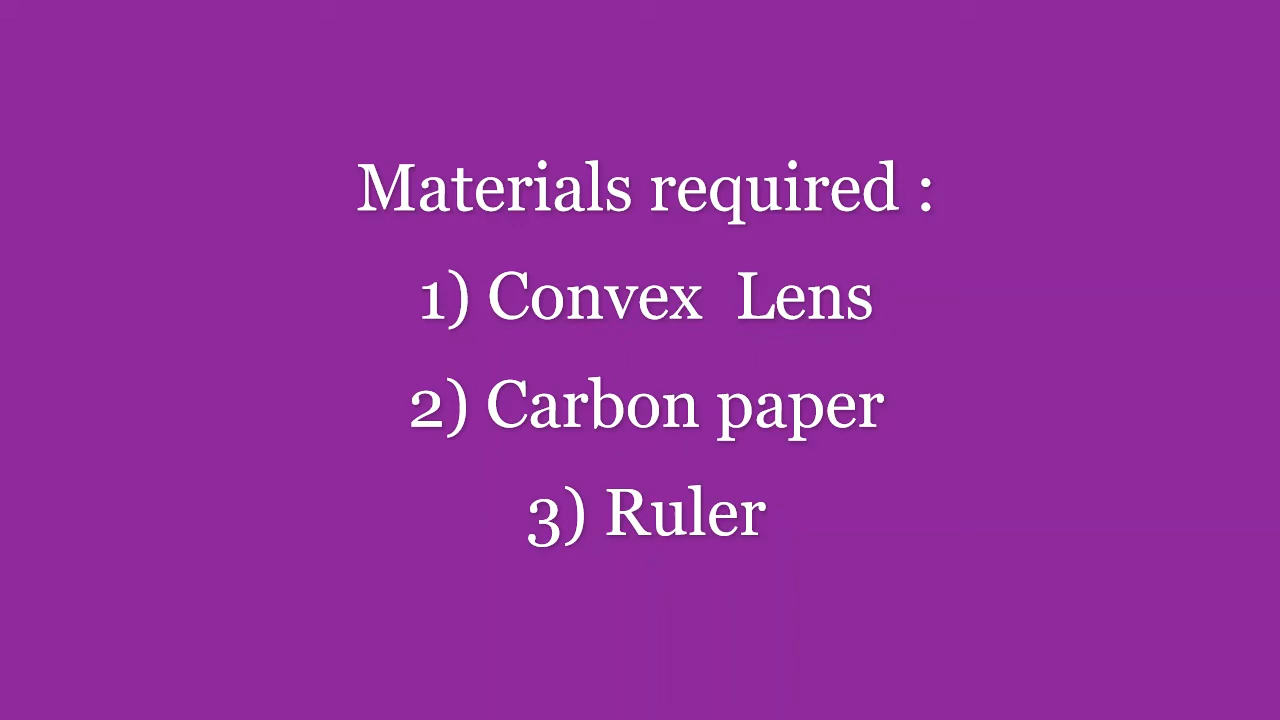 Materials required :
1) Convex  Lens
2) Carbon paper
3) Ruler